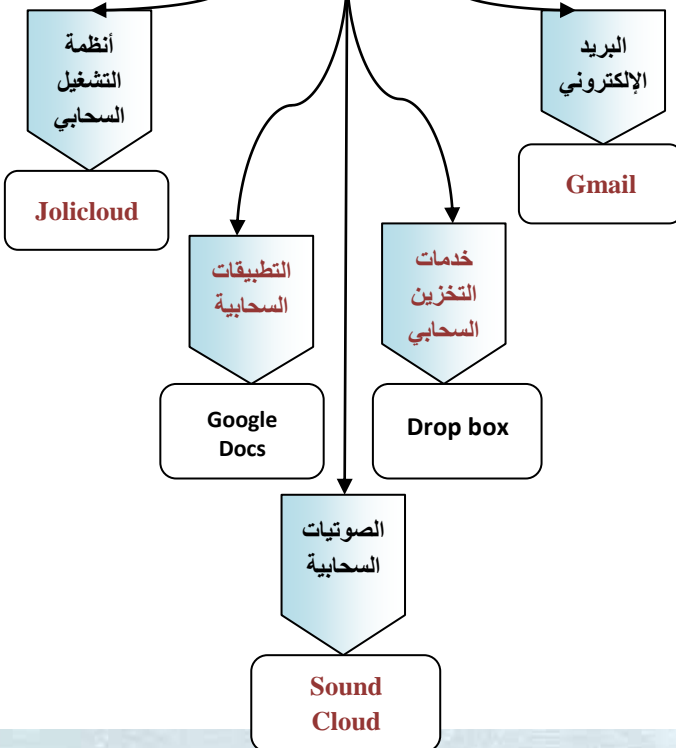 البريد
الإلكتروني
Gmail
أنظمة
التشغيل
السحابي
Jolicloud
خدمات
التخزين
السحابي
Drop box
التطبيقات
السحابية
Google
Docs
الصوتيات
السحابية
Sound
Cloud